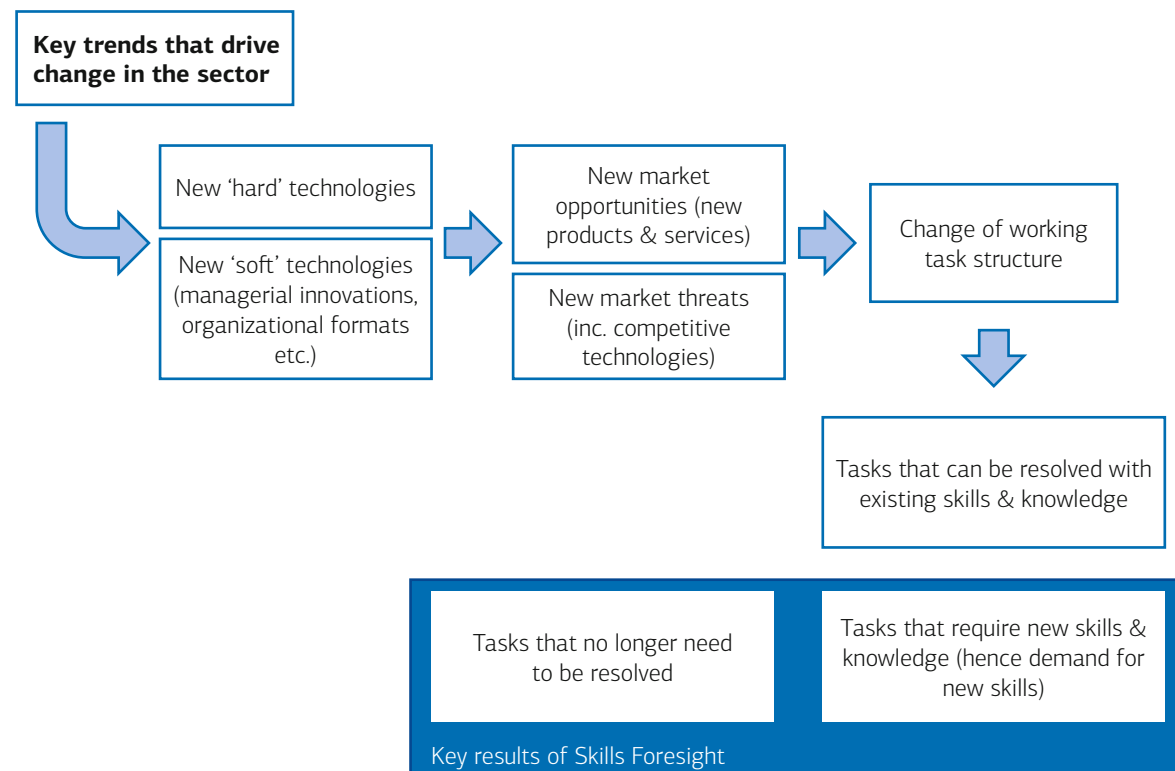 Key trends that drive
change in the sector
New ‘hard’ technologies
New ‘soft’ technologies
(managerial innovations,
organizational formats
etc.)
New market
opportunities (new
products & services)
New market threats
(inc. competitive
technologies)
Change of working
task structure
Tasks that can be resolved with
existing skills & knowledge
Tasks that no longer need
to be resolved
Tasks that require new skills &
knowledge (hence demand for
new skills)
Key results of Skills Foresight